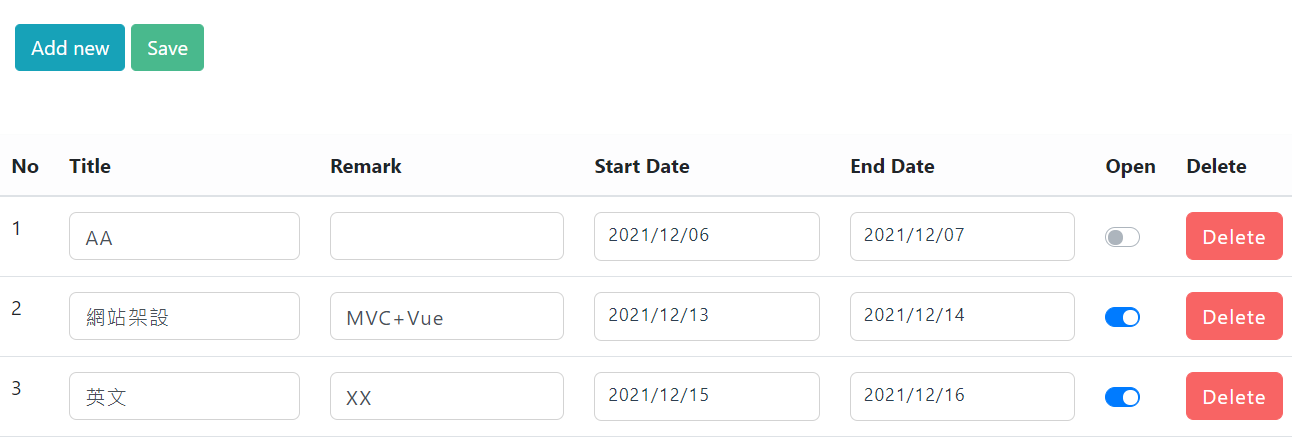 Add new Save
No Title Remark Start Date End Date Open Delete
1 AA 2021/12/06 2021/12/07 Delete
2 網站架設 MVC+Vue 2021/12/13 2021/12/14 Delete
3 英文 XX 2021/12/15 2021/12/16 Delete